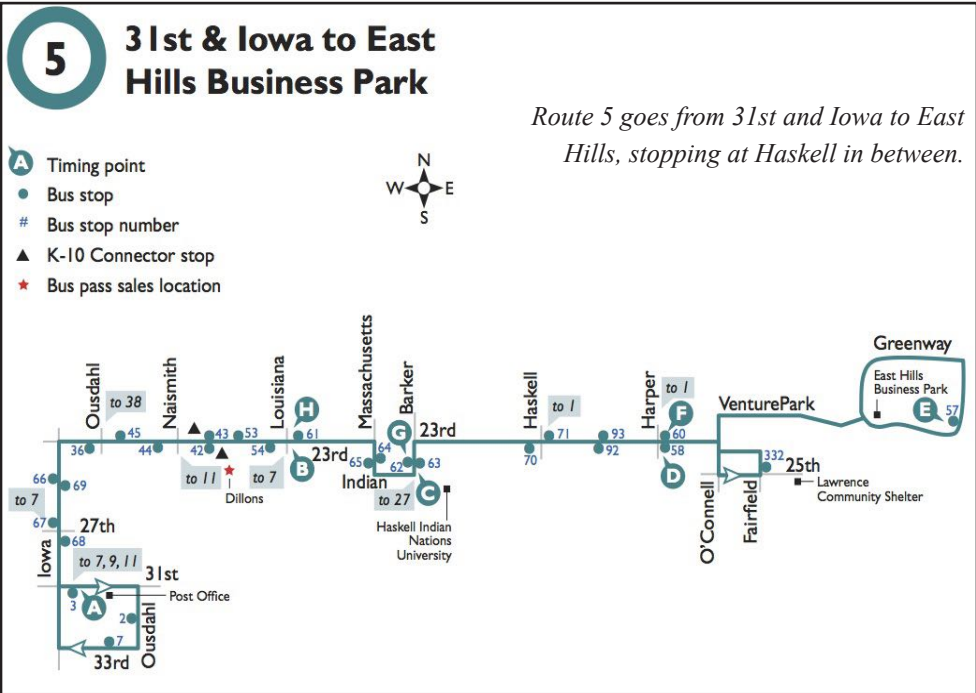 5
31st & Iowa to East
Hills Business Park
Route 5 goes from 31st and Iowa to East
Hills, stopping at Haskell in between.
A Timing point
Bus stop
# Bus stop number
K-10 Connector stop
Bus pass sales location
N
W E
S
Ousdahl
to 38
Naismith
Louisiana
H
Massachusetts
Barker
Haskell
to 1
Harper
to 1
F
VenturePark
Greenway
East Hills
Business Park
E 57
36
45
44
43
42
53
54
61
23rd
B
64
65
G
62
63
23rd
Indian
C
70
71
93
92
60
58
D
332
25th
Lawrence
Community Shelter
O'Connell
Fairfield
to 11
Dillons
to 7
to 27
Haskell Indian
Nations
University
66
69
to 7
67
27th
68
Iowa
to 7, 9, 11
31st
3
A
Post Office
2
Ousdahl
7
33rd